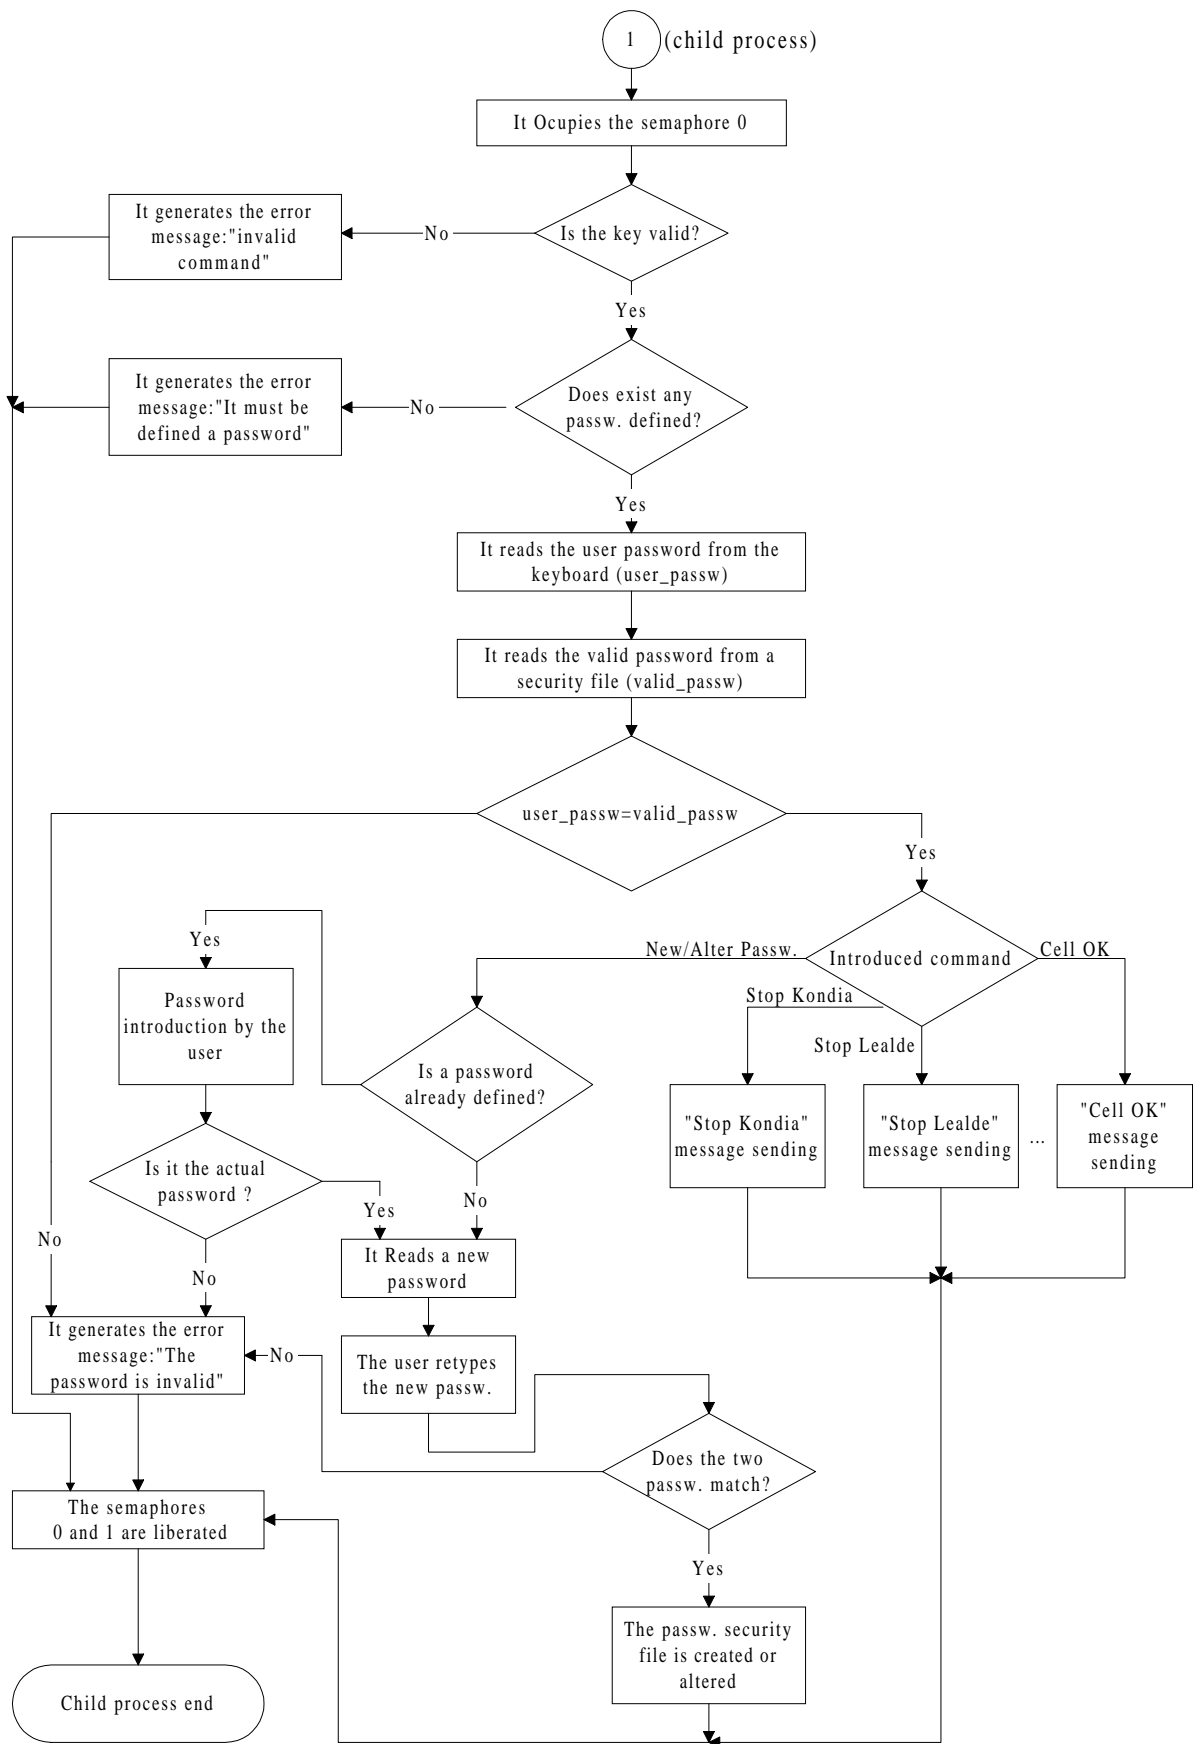 1 (child process)
It Ocupies the semaphore 0
It generates the error
message:"invalid
command"
No
Is the key valid?
Yes
It generates the error
message:"It must be
defined a password"
No
Does exist any
passw. defined?
Yes
It reads the user password from the
keyboard (user_passw)
It reads the valid password from a
security file (valid_passw)
user_passw=valid_passw
Yes
Yes
New/Alter Passw.
Introduced command
Cell OK
Stop Kondia
Stop Lealde
Password
introduction by the
user
Is a password
already defined?
"Stop Kondia"
message sending
"Stop Lealde"
message sending
...
"Cell OK"
message
sending
Is it the actual
password ?
Yes
No
No
No
It Reads a new
password
It generates the error
message:"The
password is invalid"
No
The user retypes
the new passw.
Does the two
passw. match?
The semaphores
0 and 1 are liberated
Yes
The passw. security
file is created or
altered
Child process end